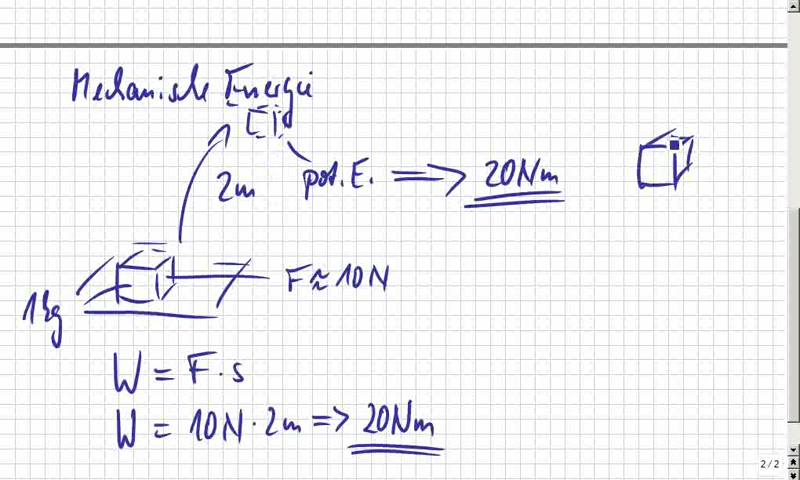 Mechanische Energie
2m pot. E. => 20Nm
1kg
F ≈ 10N
W = F · s
W = 10N · 2m => 20Nm
2/2